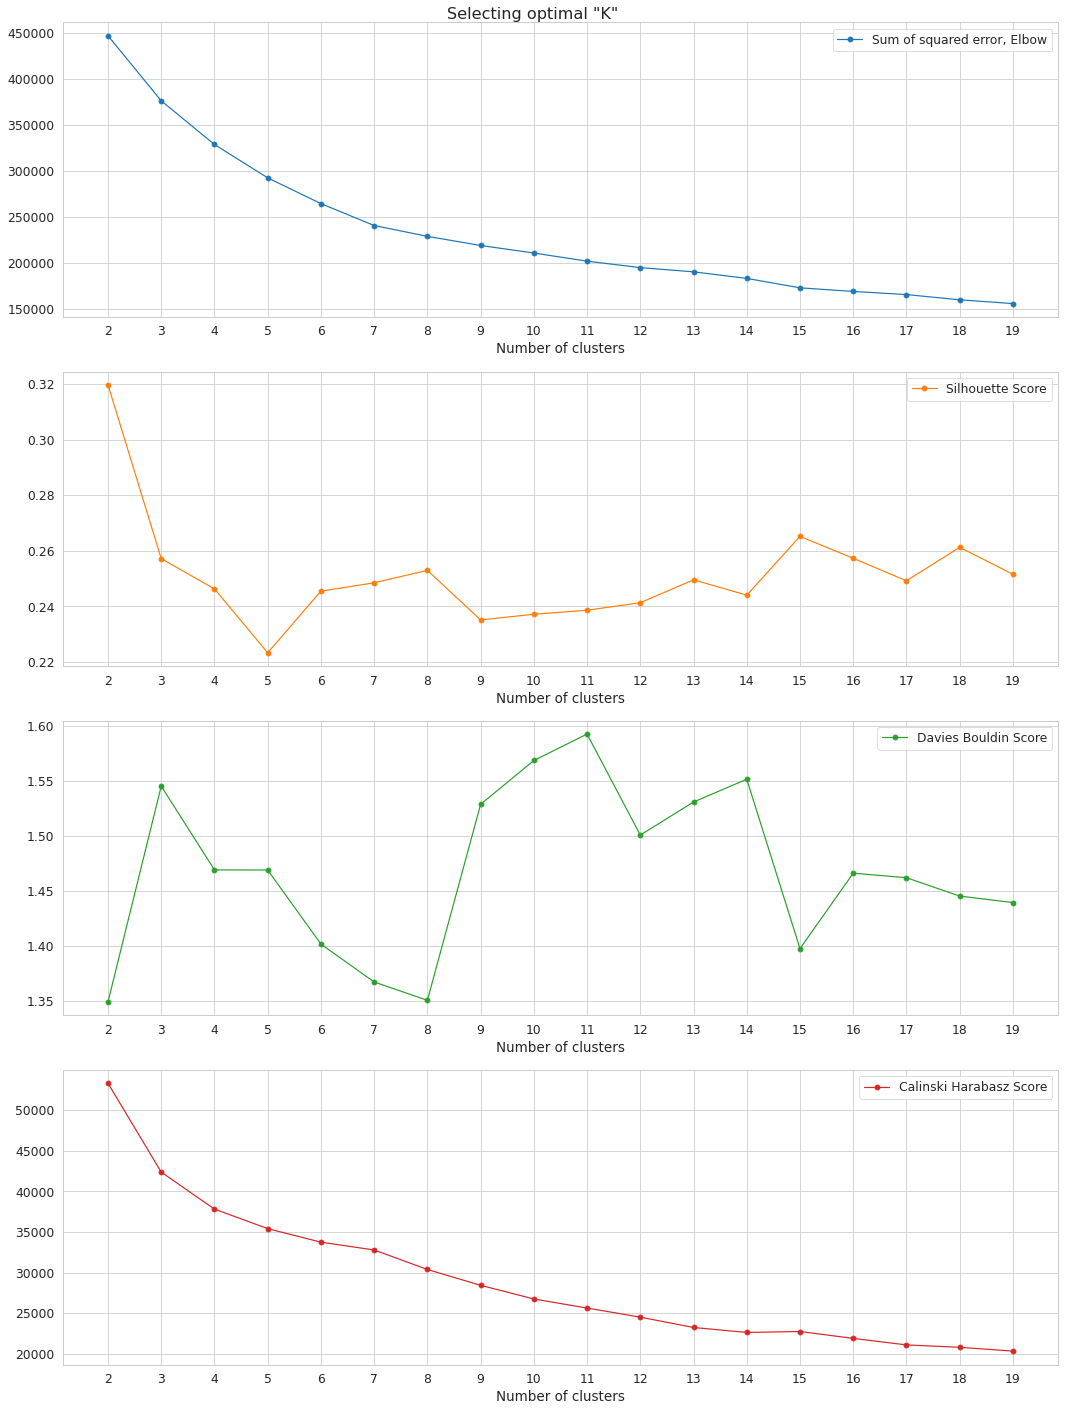 Selecting optimal "K"
Sum of squared error, Elbow
450000
400000
350000
300000
250000
200000
150000
2 3 4 5 6 7 8 9 10 11 12 13 14 15 16 17 18 19
Number of clusters
Silhouette Score
0.32
0.30
0.28
0.26
0.24
0.22
2 3 4 5 6 7 8 9 10 11 12 13 14 15 16 17 18 19
Number of clusters
1.60
Davies Bouldin Score
1.55
1.50
1.45
1.40
1.35
2 3 4 5 6 7 8 9 10 11 12 13 14 15 16 17 18 19
Number of clusters
Calinski Harabasz Score
50000
45000
40000
35000
30000
25000
20000
2 3 4 5 6 7 8 9 10 11 12 13 14 15 16 17 18 19
Number of clusters